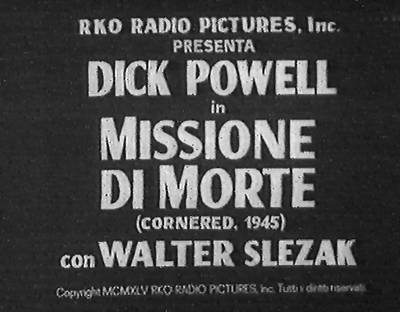 RKO RADIO PICTURES, Inc.
PRESENTA
DICK POWELL
in
MISSIONE
DI MORTE
(CORNERED, 1945)
con WALTER SLEZAK
Copyright MCMXLV RKO RADIO PICTURES, Inc. Tutti i diritti riservati.